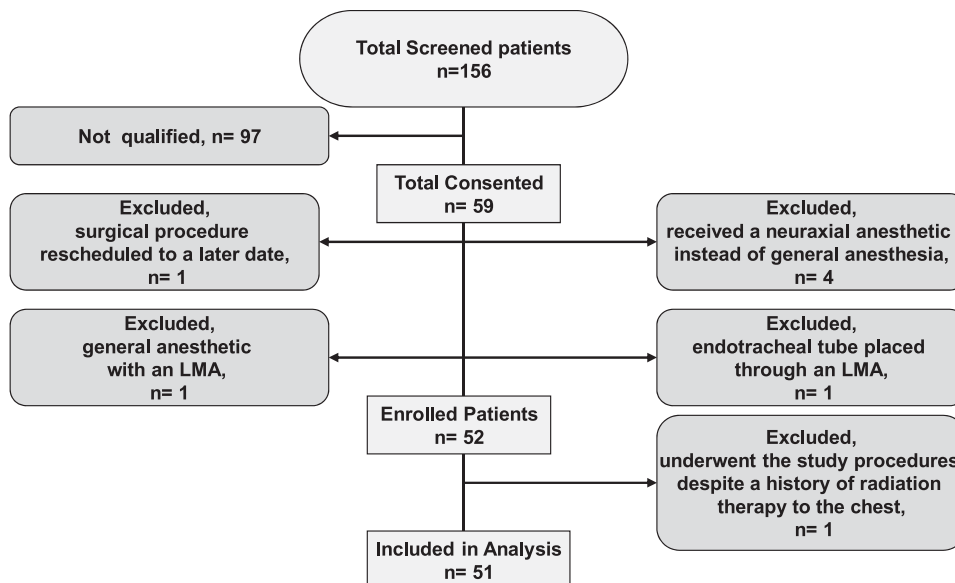 Total Screened patients
n=156
Not qualified, n= 97
Total Consented
n= 59
Excluded,
surgical procedure
rescheduled to a later date,
n= 1
Excluded,
received a neuraxial anesthetic
instead of general anesthesia,
n= 4
Excluded,
general anesthetic
with an LMA,
n= 1
Excluded,
endotracheal tube placed
through an LMA,
n= 1
Enrolled Patients
n= 52
Excluded,
underwent the study procedures
despite a history of radiation
therapy to the chest,
n= 1
Included in Analysis
n= 51